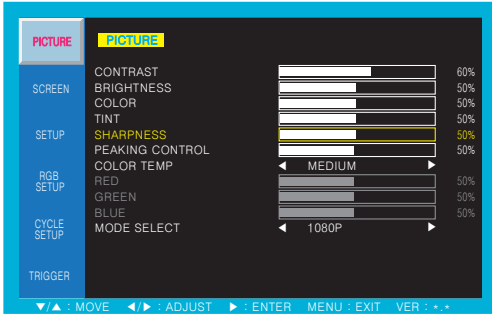 PICTURE
SCREEN
SETUP
RGB
SETUP
CYCLE
SETUP
TRIGGER
PICTURE
CONTRAST 60%
BRIGHTNESS 50%
COLOR 50%
TINT 50%
SHARPNESS 50%
PEAKING CONTROL 50%
COLOR TEMP ◀ MEDIUM ▶
RED 50%
GREEN 50%
BLUE 50%
MODE SELECT ◀ 1080P ▶
▼/▲ : MOVE ◀/▶ : ADJUST ▶ : ENTER MENU : EXIT VER : *.*